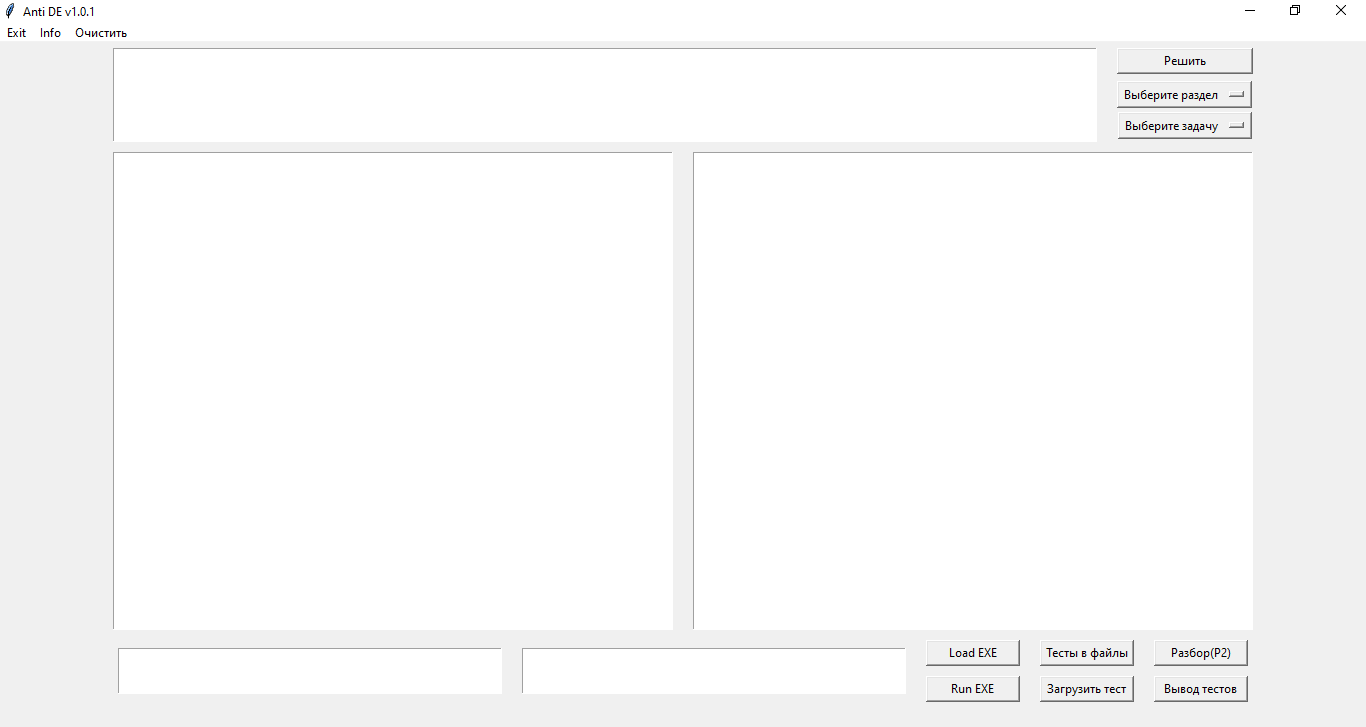 Anti DE v1.0.1
Exit Info Очистить
Решить
Выберите раздел
Выберите задачу
Load EXE Тесты в файлы Разбор(P2)
Run EXE Загрузить тест Вывод тестов